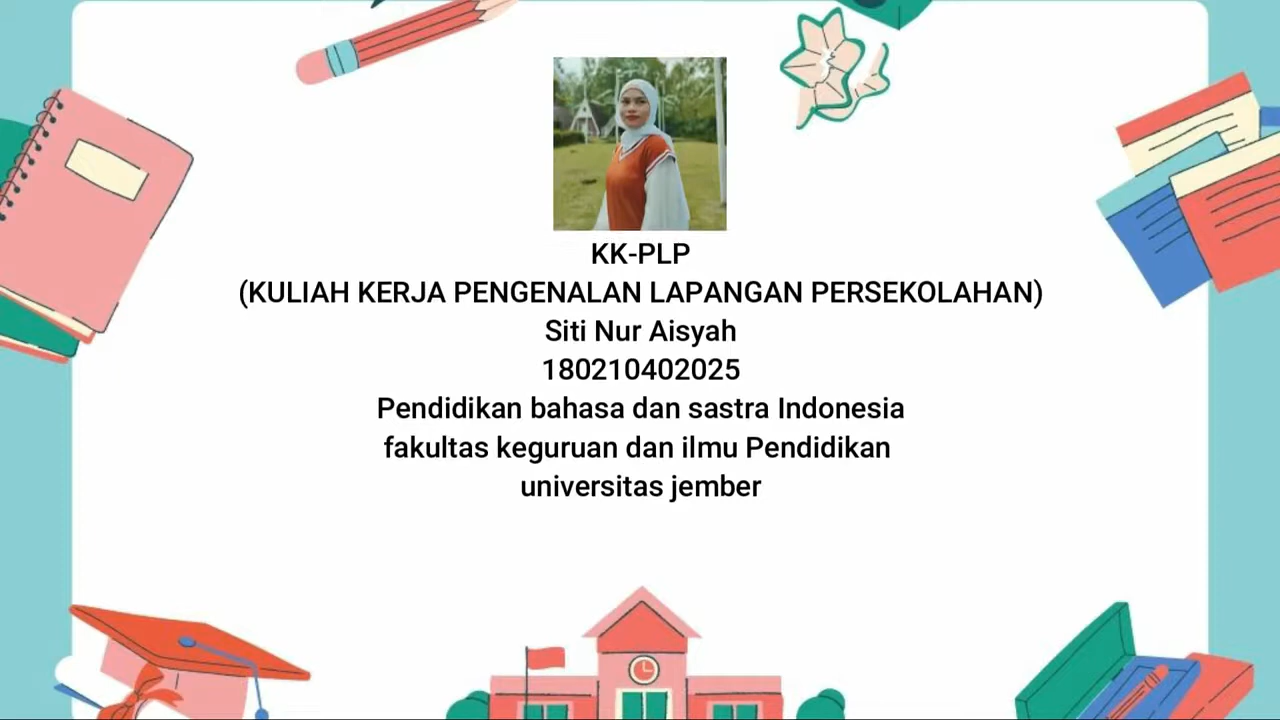 KK-PLP
(KULIAH KERJA PENGENALAN LAPANGAN PERSEKOLAHAN)
Siti Nur Aisyah
180210402025
Pendidikan bahasa dan sastra Indonesia
fakultas keguruan dan ilmu Pendidikan
universitas jember